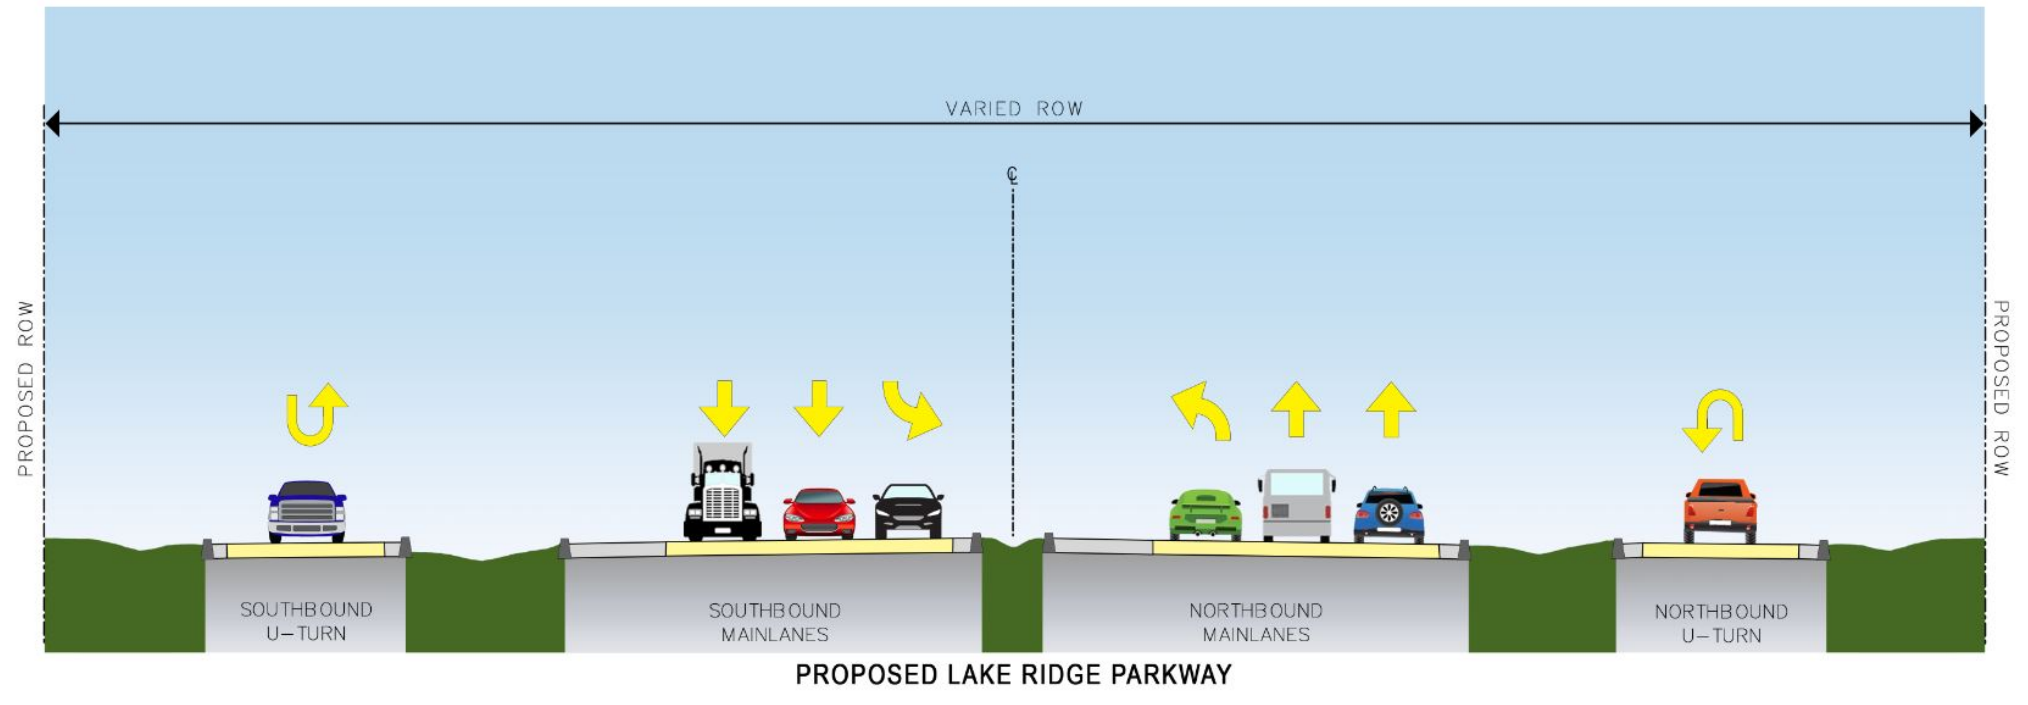 VARIED ROW
℄
PROPOSED ROW
PROPOSED ROW
SOUTHBOUND
U-TURN
SOUTHBOUND
MAINLANES
NORTHBOUND
MAINLANES
NORTHBOUND
U-TURN
PROPOSED LAKE RIDGE PARKWAY